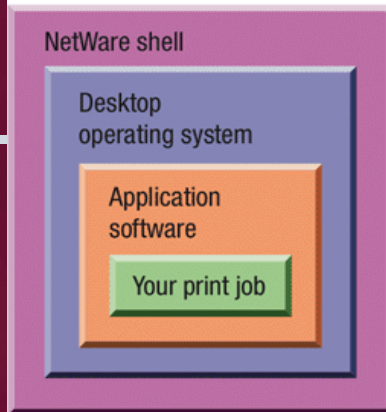 NetWare shell
Desktop
operating system
Application
software
Your print job